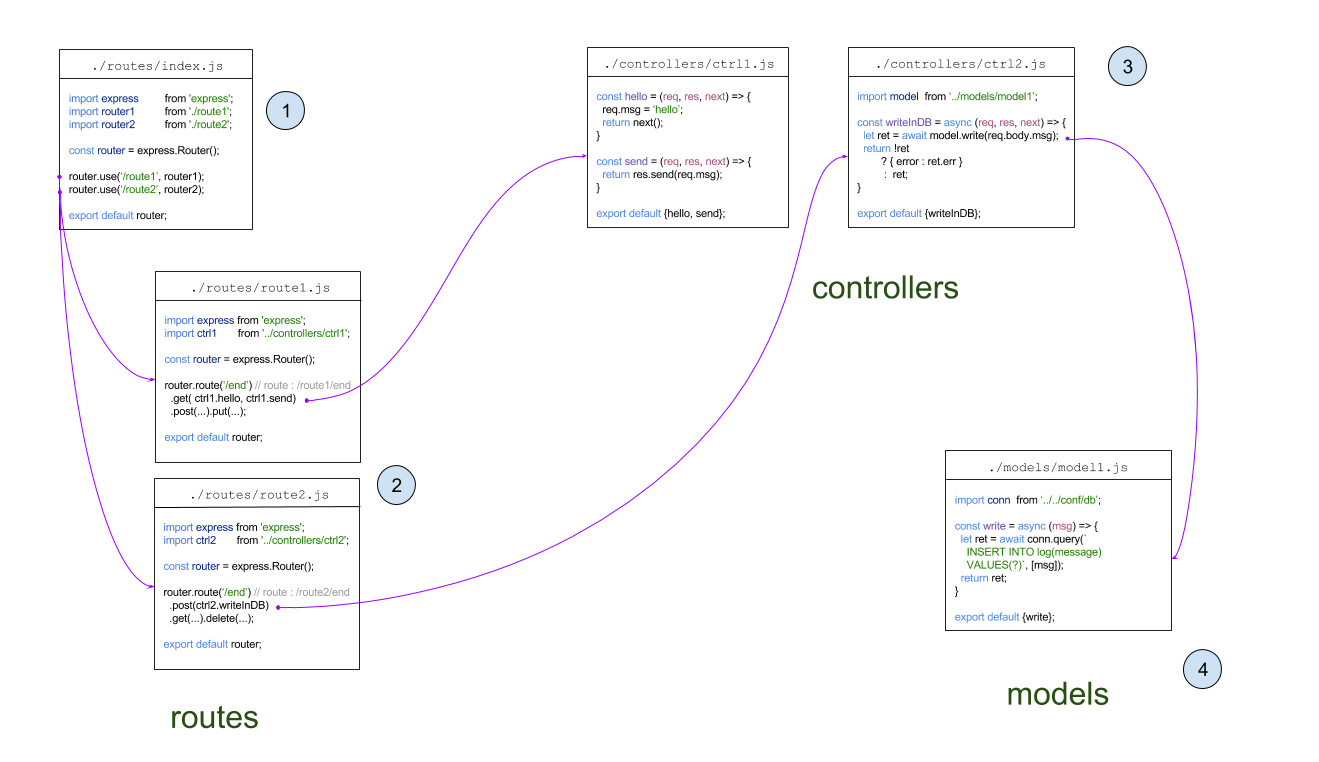 ./routes/index.js
import express from 'express';
import router1 from './route1';
import router2 from './route2';
const router = express.Router();
router.use('/route1', router1);
router.use('/route2', router2);
export default router;
1
./routes/route1.js
import express from 'express';
import ctrl1 from '../controllers/ctrl1';
const router = express.Router();
router.route('/end') // route : /route1/end
.get( ctrl1.hello, ctrl1.send)
.post(...).put(...);
export default router;
2
./routes/route2.js
import express from 'express';
import ctrl2 from '../controllers/ctrl2';
const router = express.Router();
router.route('/end') // route : /route2/end
.post(ctrl2.writeInDB)
.get(...).delete(...);
export default router;
routes
./controllers/ctrl1.js
const hello = (req, res, next) => {
req.msg = 'hello';
return next();
}
const send = (req, res, next) => {
return res.send(req.msg);
}
export default {hello, send};
./controllers/ctrl2.js
import model from '../models/model1';
const writeInDB = async (req, res, next) => {
let ret = await model.write(req.body.msg);
return !ret
? { error : ret.err }
: ret;
}
export default {writeInDB};
3
controllers
./models/model1.js
import conn from '../../conf/db';
const write = async (msg) => {
let ret = await conn.query(`
INSERT INTO log(message)
VALUES(?)`, [msg]);
return ret;
}
export default {write};
4
models